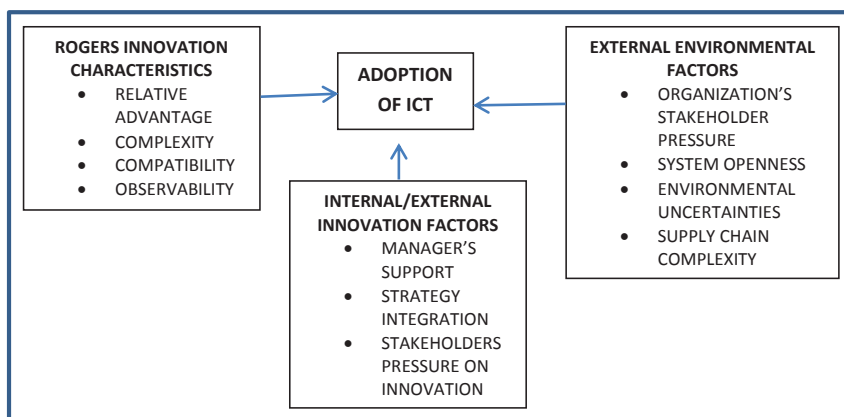 ROGERS INNOVATION
CHARACTERISTICS
• RELATIVE
ADVANTAGE
• COMPLEXITY
• COMPATIBILITY
• OBSERVABILITY
ADOPTION
OF ICT
EXTERNAL ENVIRONMENTAL
FACTORS
• ORGANIZATION’S
STAKEHOLDER
PRESSURE
• SYSTEM OPENNESS
• ENVIRONMENTAL
UNCERTAINTIES
• SUPPLY CHAIN
COMPLEXITY
INTERNAL/EXTERNAL
INNOVATION FACTORS
• MANAGER’S
SUPPORT
• STRATEGY
INTEGRATION
• STAKEHOLDERS
PRESSURE ON
INNOVATION